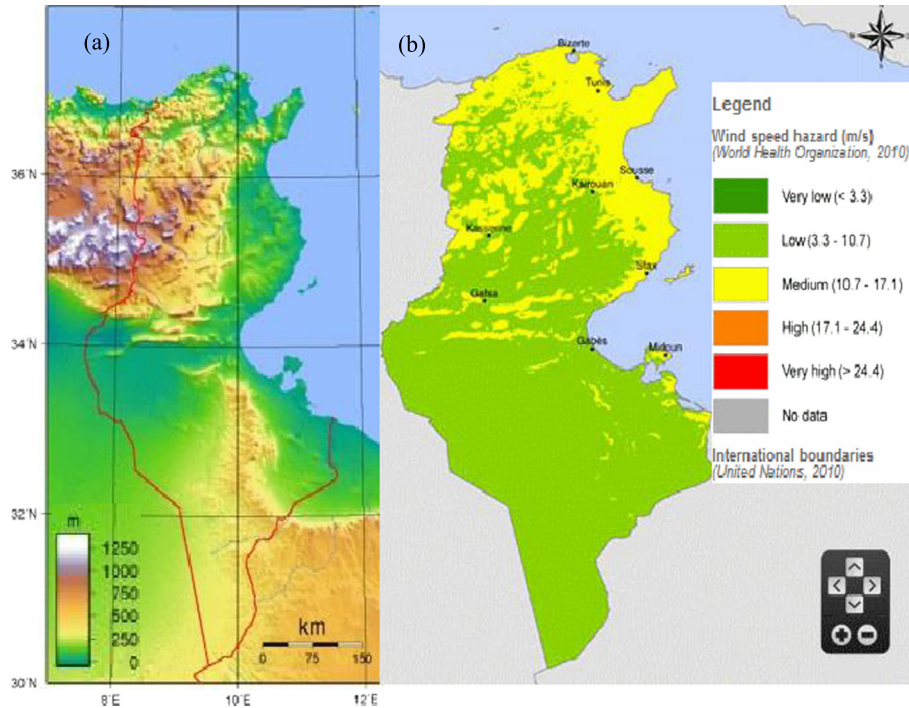 (a)
36°N
34°N
32°N
30°N
8°E
10°E
12°E
m
1250
1000
750
500
250
0
km
0 75 150
(b)
Bizerte
Tunis
Sousse
Kairouan
Kasserine
Sfax
Gafsa
Gabès
Midoun
Legend
Wind speed hazard (m/s)
(World Health Organization, 2010)
Very low (< 3.3)
Low (3.3 - 10.7)
Medium (10.7 - 17.1)
High (17.1 - 24.4)
Very high (> 24.4)
No data
International boundaries
(United Nations, 2010)